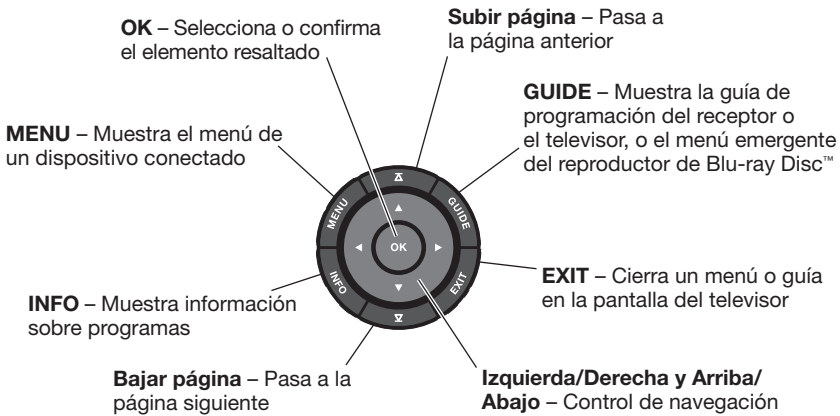 OK – Selecciona o confirma
el elemento resaltado
Subir página – Pasa a
la página anterior
GUIDE – Muestra la guía de
programación del receptor o
el televisor, o el menú emergente
del reproductor de Blu-ray Disc™
MENU – Muestra el menú de
un dispositivo conectado
MENU
GUIDE
OK
INFO
EXIT
EXIT – Cierra un menú o guía
en la pantalla del televisor
INFO – Muestra información
sobre programas
Bajar página – Pasa a la
página siguiente
Izquierda/Derecha y Arriba/
Abajo – Control de navegación